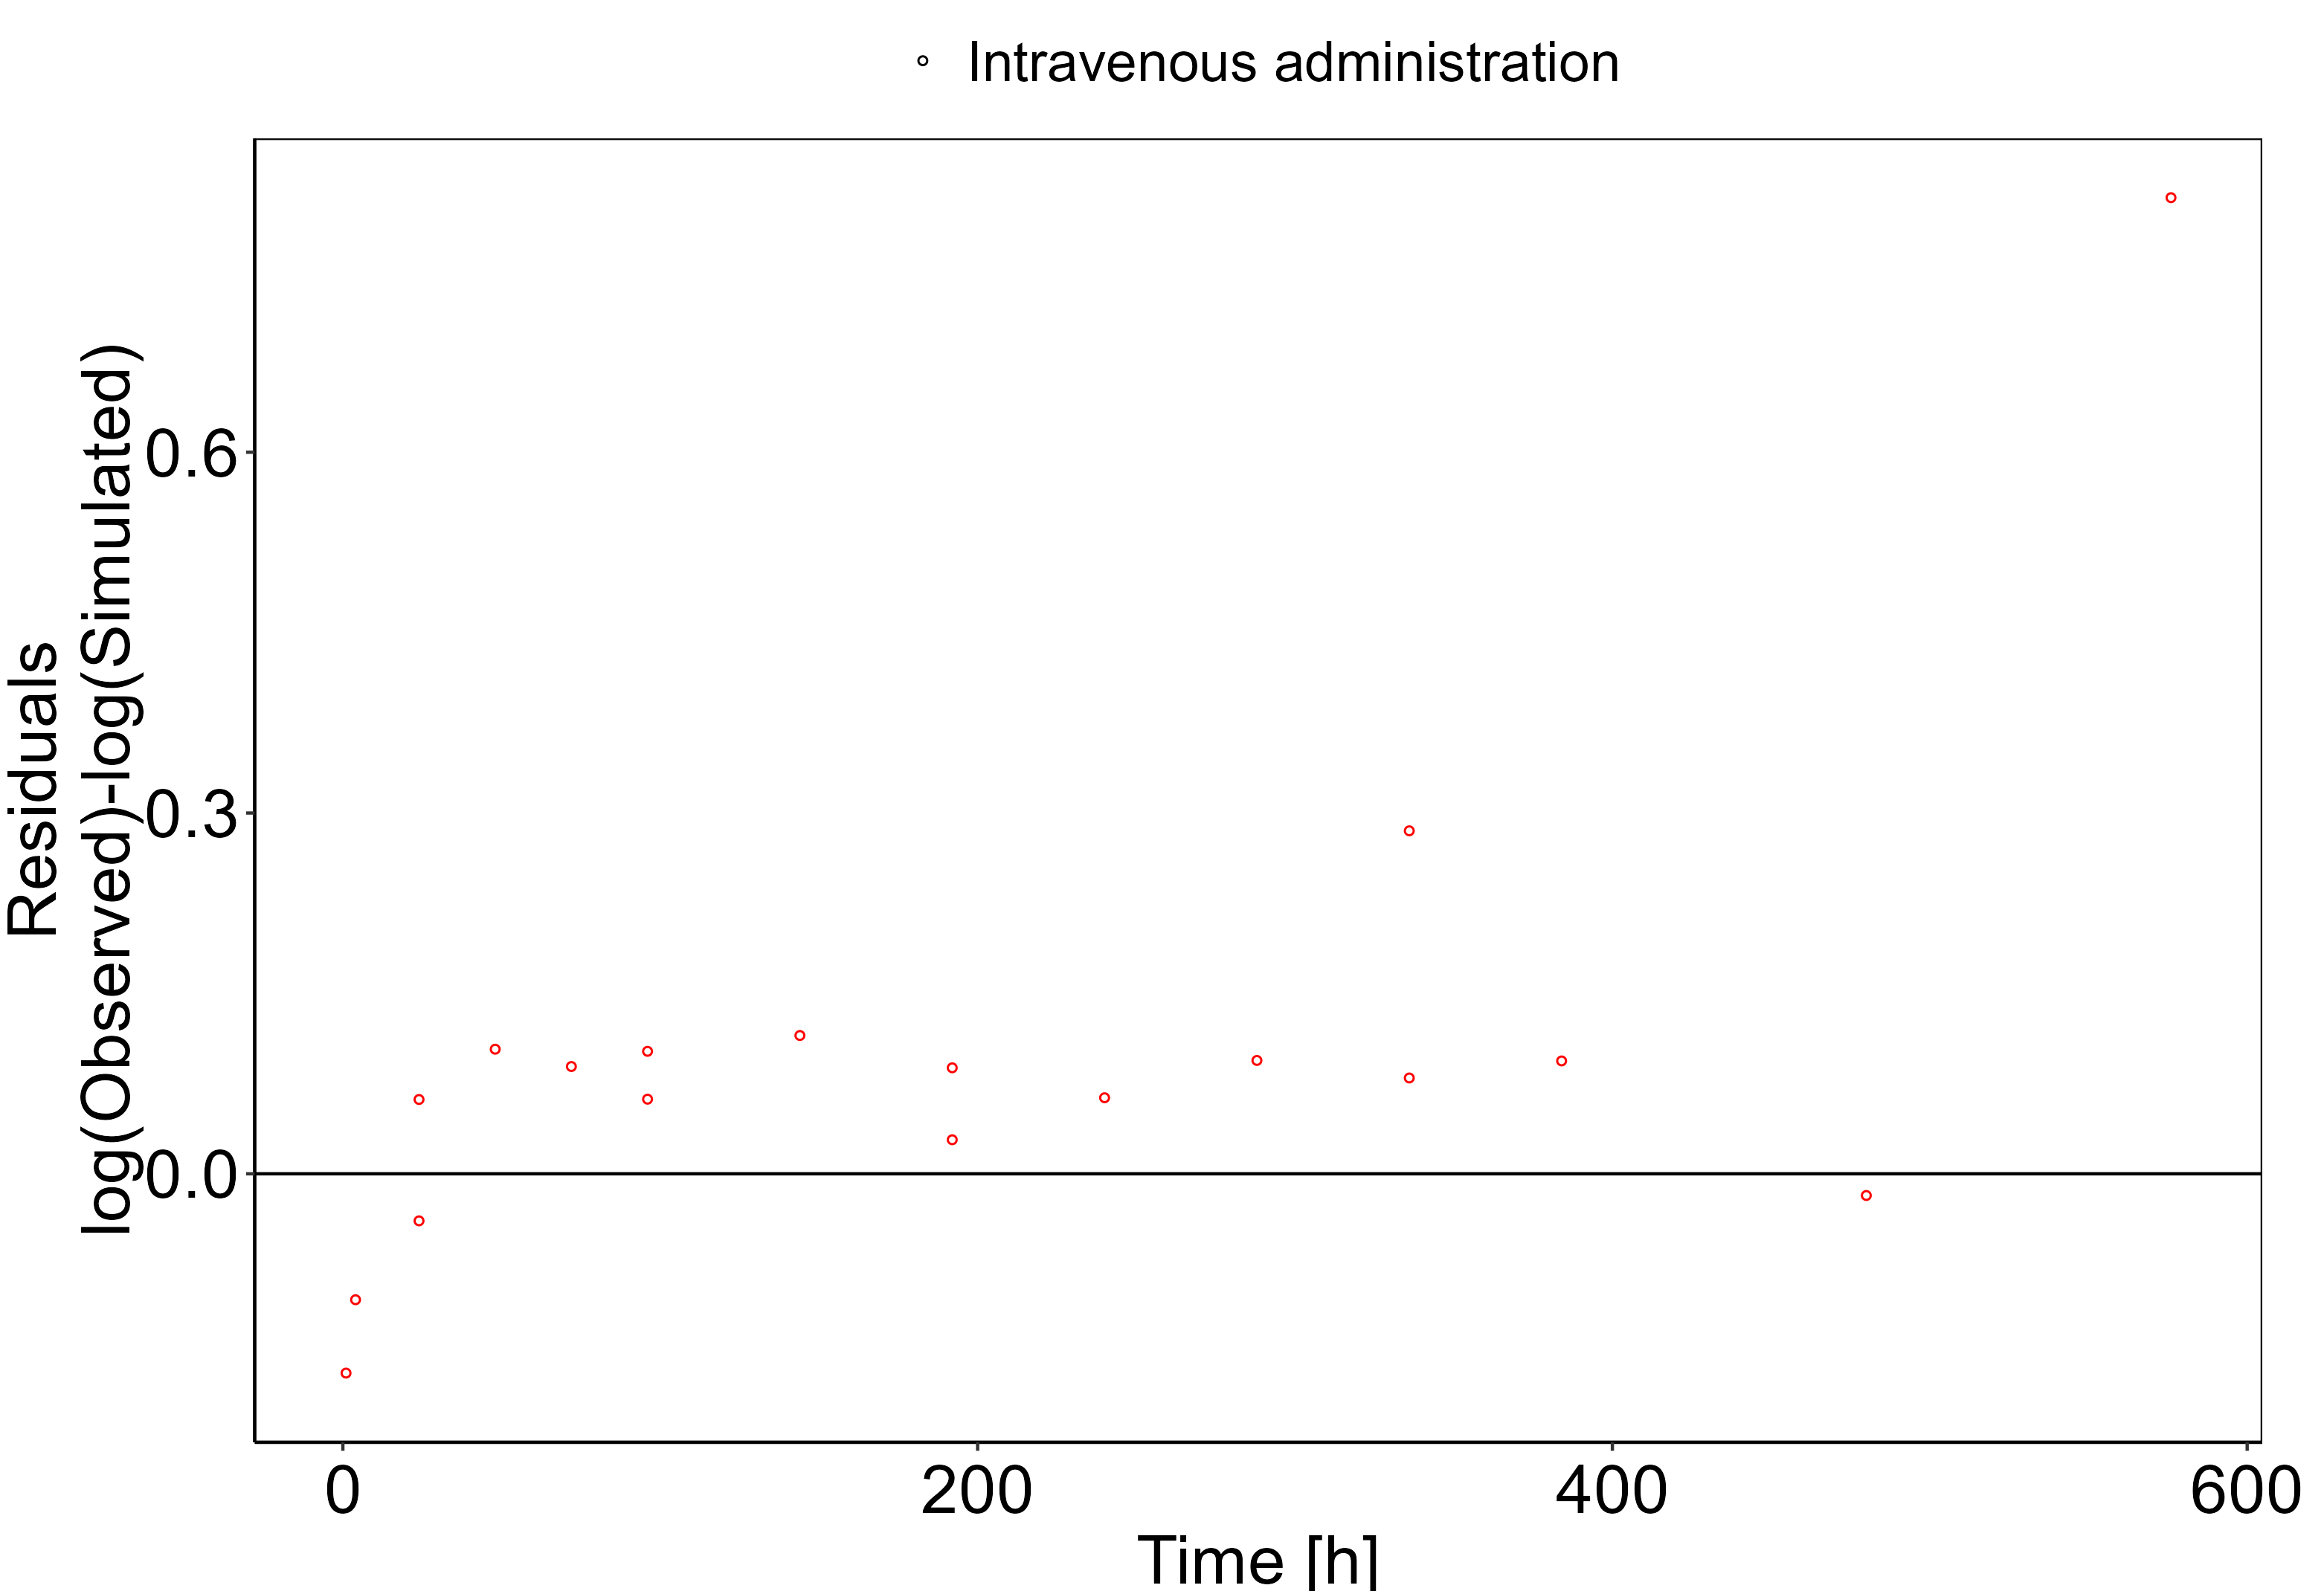 Intravenous administration
Residuals
log(Observed)-log(Simulated)
0.6
0.3
0.0
0
200
400
600
Time [h]